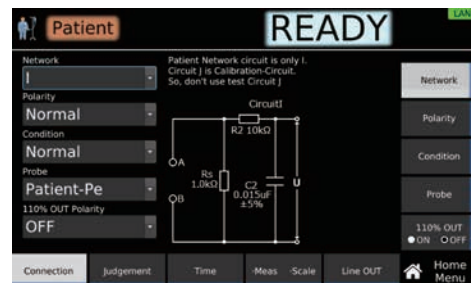 LAN
Patient
READY
Network
I
Polarity
Normal
Condition
Normal
Probe
Patient-Pe
110% OUT Polarity
OFF
Patient Network circuit is only I.
Circuit J is Calibration-Circuit.
So, don't use test Circuit J
CircuitI
R2 10kΩ
A
Rs
1.0kΩ
C2
0.015uF
±5%
U
B
Network
Polarity
Condition
Probe
110% OUT
ON OFF
Connection Judgement Time ·Meas ·Scale Line OUT Home
Menu